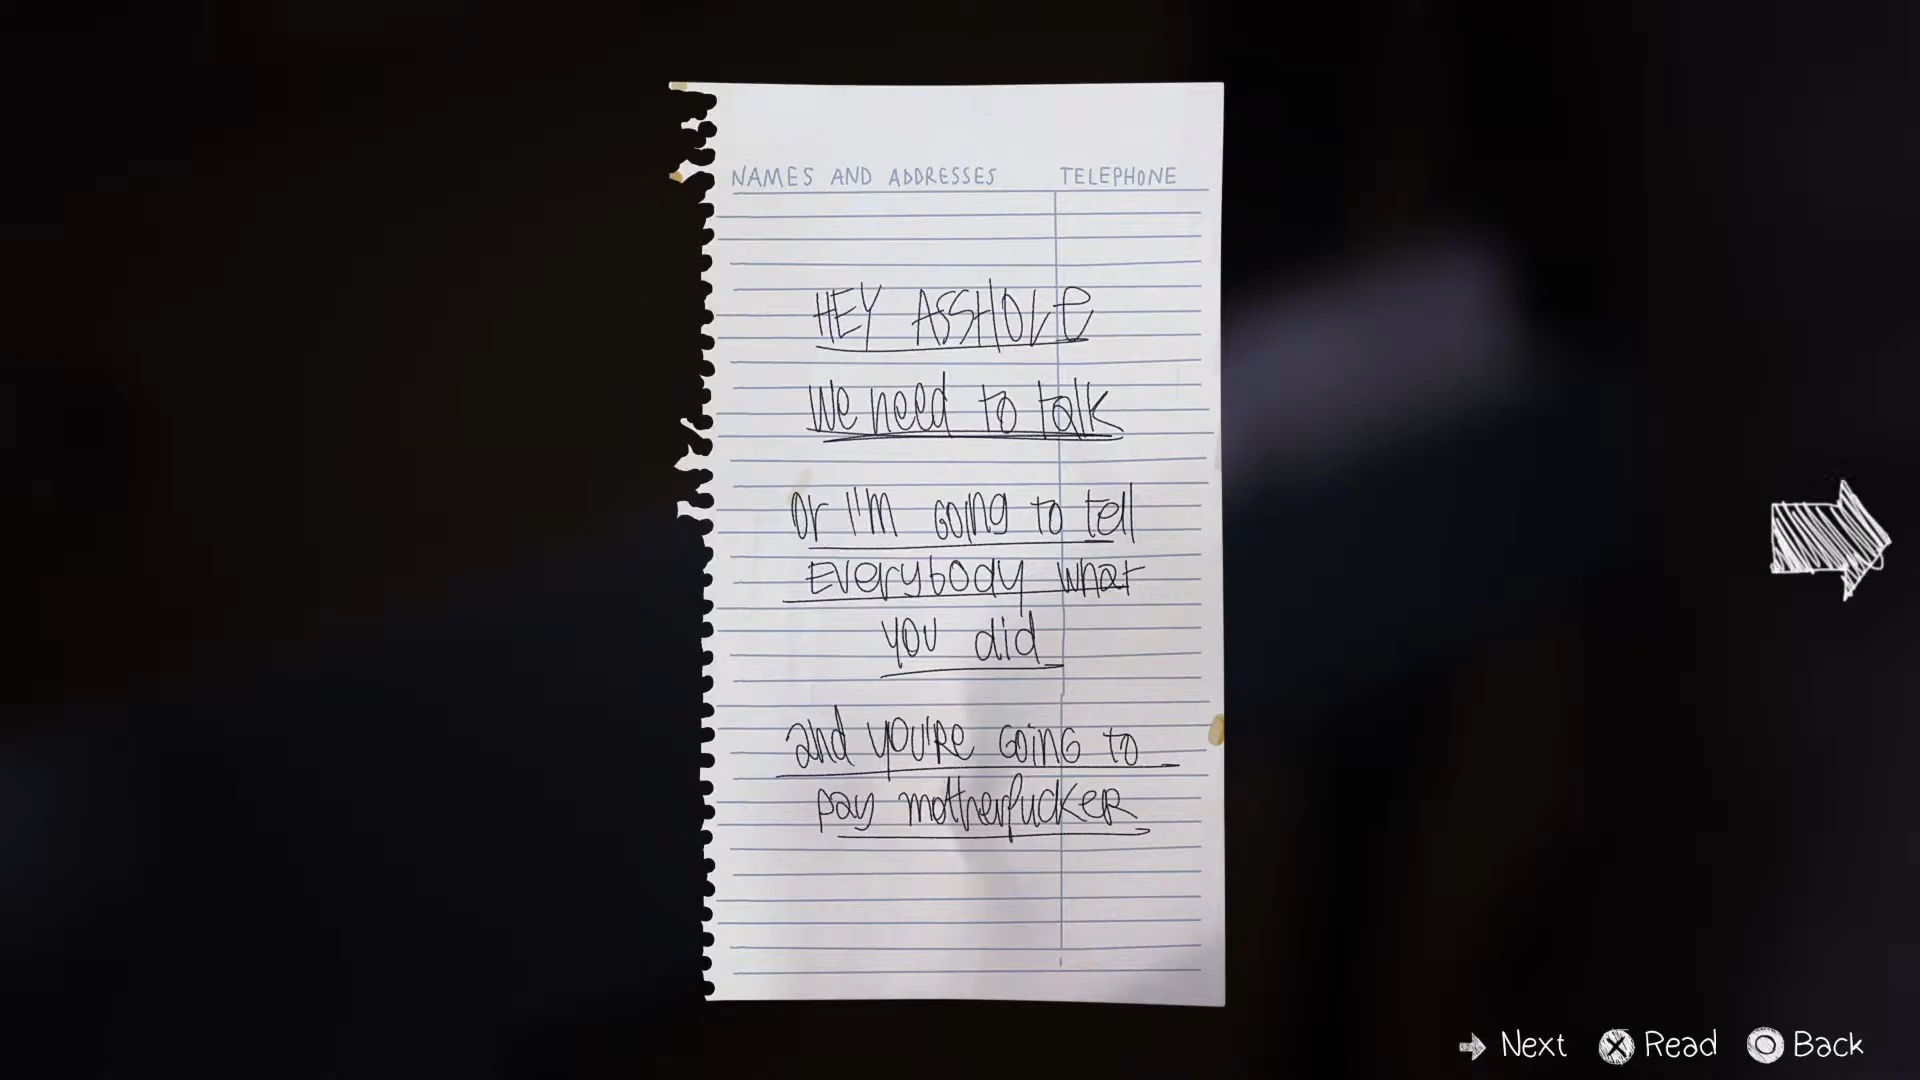 NAMES AND ADDRESSES TELEPHONE
HEY ASSHOLE
We need to talk
Or I'm GOING to tell
EVerybody what
you did
and you're GOING to
pay motherfucker
Next Read Back